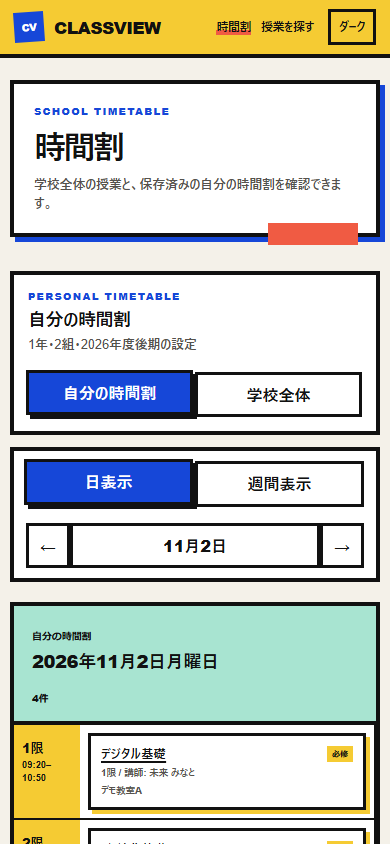 CV CLASSVIEW 時間割 授業を探す ダーク
SCHOOL TIMETABLE
時間割
学校全体の授業と、保存済みの自分の時間割を確認できま
す。
PERSONAL TIMETABLE
自分の時間割
1年・2組・2026年度後期の設定
自分の時間割 学校全体
日表示 週間表示
← 11月2日 →
自分の時間割
2026年11月2日月曜日
4件
1限
09:20–
10:50
デジタル基礎 必修
1限 / 講師: 未来 みなと
デモ教室A
2限